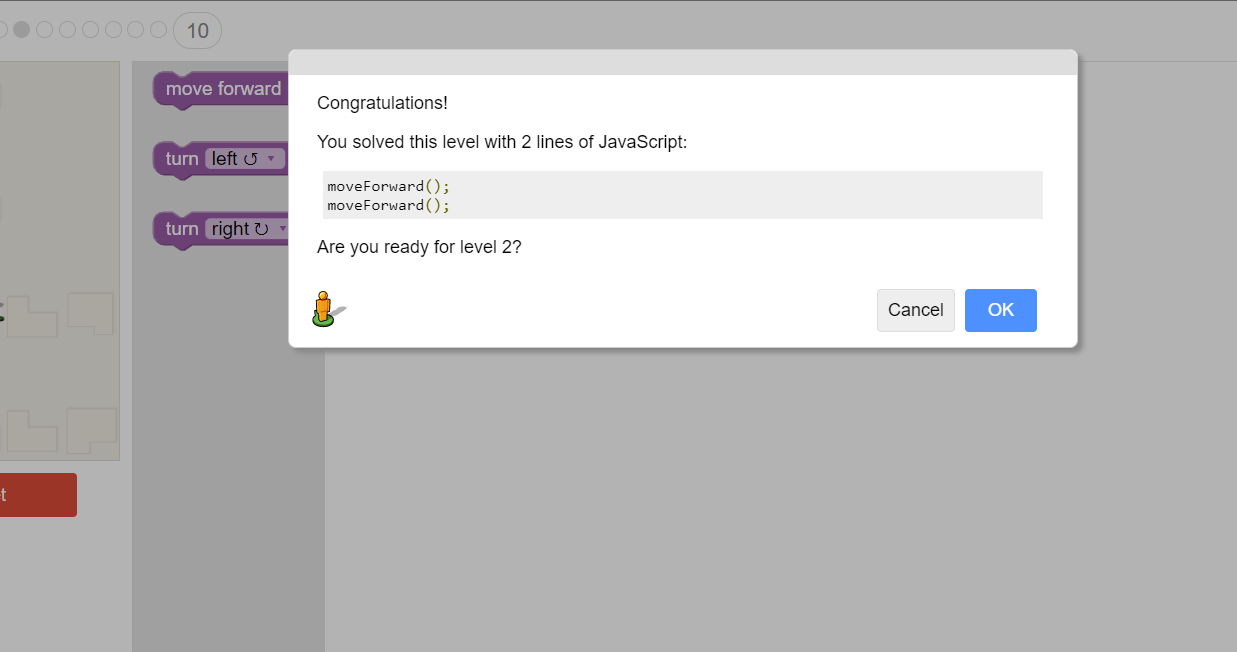 10
move forward
turn left ↺ ▾
turn right ↻ ▾
t
Congratulations!
You solved this level with 2 lines of JavaScript:
moveForward();
moveForward();
Are you ready for level 2?
Cancel
OK